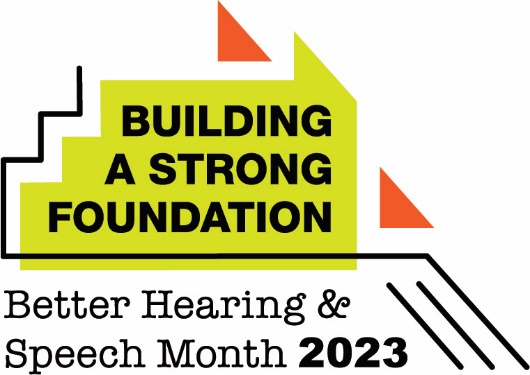 BUILDING
A STRONG
FOUNDATION
Better Hearing &
Speech Month 2023